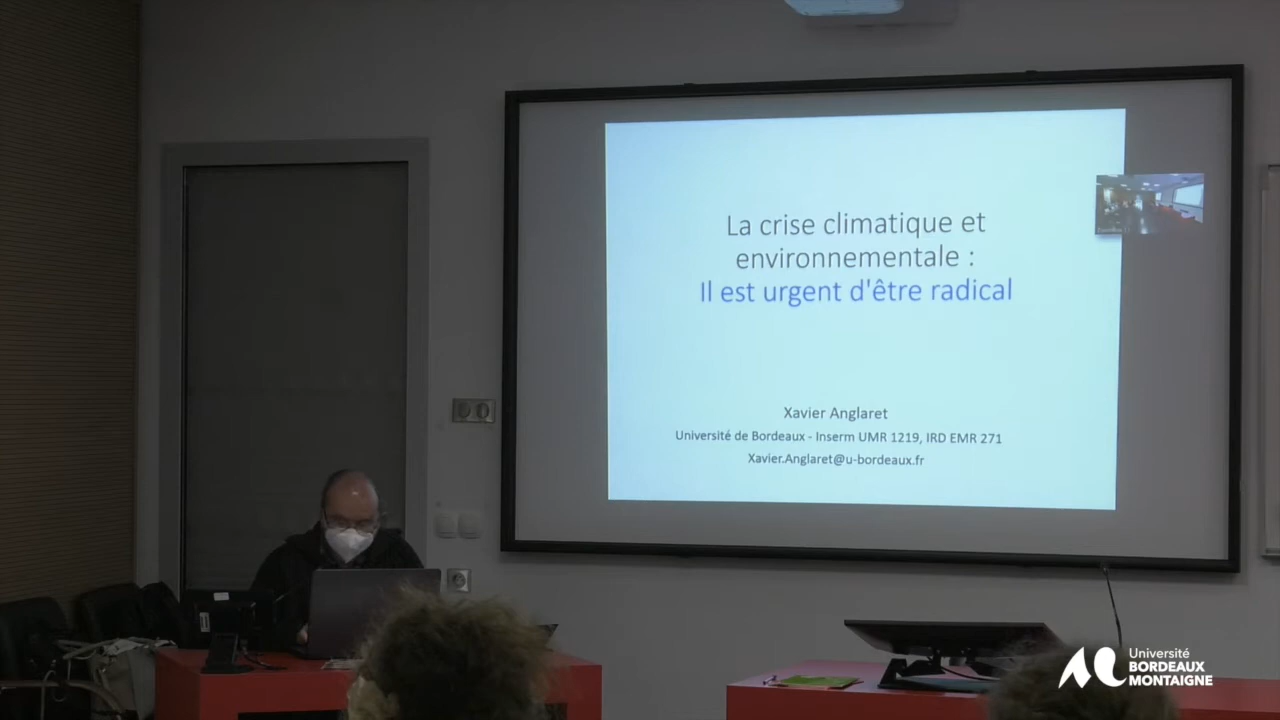 La crise climatique et
environnementale :
Il est urgent d'être radical
Xavier Anglaret
Université de Bordeaux - Inserm UMR 1219, IRD EMR 271
Xavier.Anglaret@u-bordeaux.fr
Université
BORDEAUX
MONTAIGNE